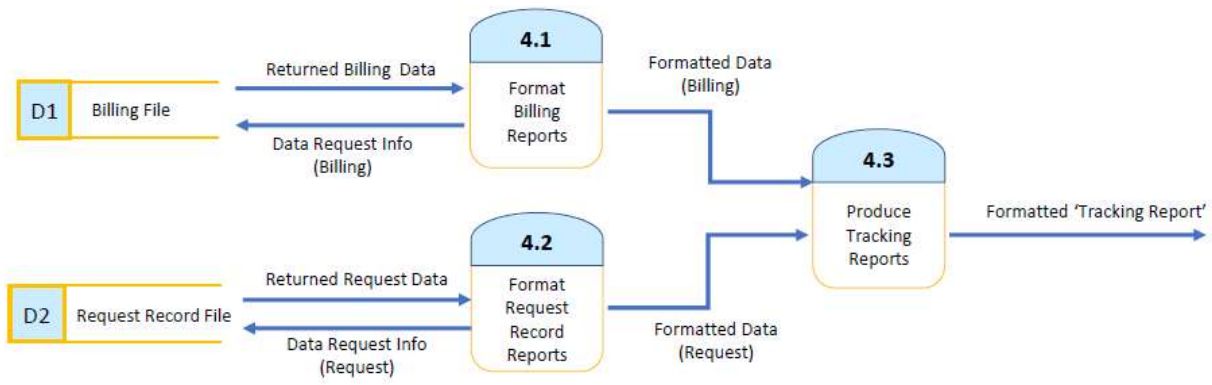 4.1
Returned Billing Data
Formatted Data
(Billing)
D1
Billing File
Format
Billing
Reports
Data Request Info
(Billing)
4.3
Produce
Tracking
Reports
Formatted ‘Tracking Report’
4.2
Returned Request Data
Format
Request
Record
Reports
D2
Request Record File
Data Request Info
(Request)
Formatted Data
(Request)